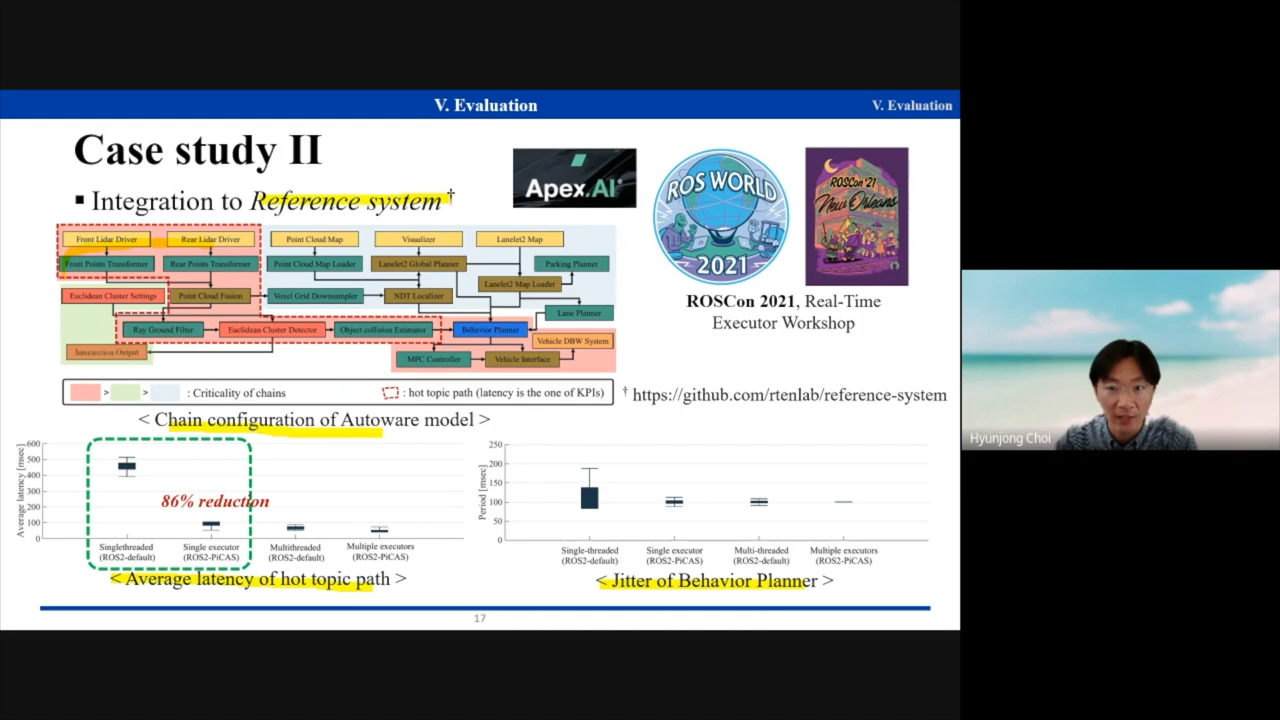 V. Evaluation
V. Evaluation
Case study II
▪ Integration to Reference system†
Apex.AI
ROS WORLD
2021
ROSCon '21
New Orleans
Front Lidar Driver
Rear Lidar Driver
Point Cloud Map
Visualizer
Lanelet2 Map
Front Points Transformer
Rear Points Transformer
Point Cloud Map Loader
Lanelet2 Global Planner
Parking Planner
Lanelet2 Map Loader
Euclidean Cluster Settings
Point Cloud Fusion
Voxel Grid Downsampler
NDT Localizer
Lane Planner
Ray Ground Filter
Euclidean Cluster Detector
Object collision Estimator
Behavior Planner
Vehicle DBW System
Intersection Output
MPC Controller
Vehicle Interface
ROSCon 2021, Real-Time
Executor Workshop
> > : Criticality of chains
: hot topic path (latency is the one of KPIs)
† https://github.com/rtenlab/reference-system
< Chain configuration of Autoware model >
Hyunjong Choi
Average latency [msec]
600
500
400
300
200
100
0
86% reduction
Singlethreaded
(ROS2-default)
Single executor
(ROS2-PiCAS)
Multithreaded
(ROS2-default)
Multiple executors
(ROS2-PiCAS)
< Average latency of hot topic path >
Period [msec]
250
200
150
100
50
0
Single-threaded
(ROS2-default)
Single executor
(ROS2-PiCAS)
Multi-threaded
(ROS2-default)
Multiple executors
(ROS2-PiCAS)
< Jitter of Behavior Planner >
17